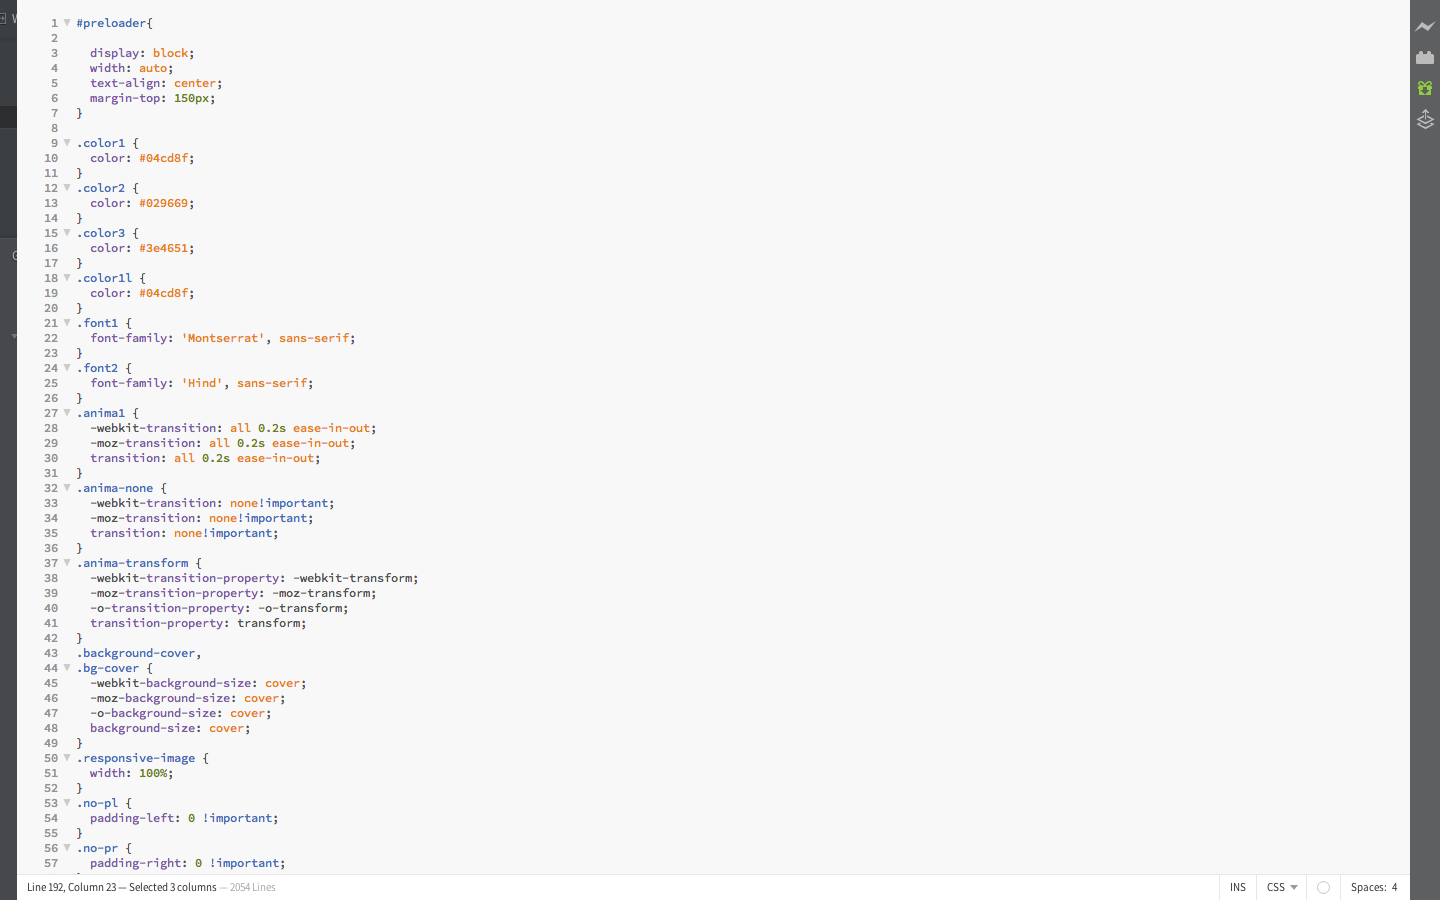 1 #preloader{
2
3 display: block;
4 width: auto;
5 text-align: center;
6 margin-top: 150px;
7 }
8
9 .color1 {
10 color: #04cd8f;
11 }
12 .color2 {
13 color: #029669;
14 }
15 .color3 {
16 color: #3e4651;
17 }
18 .color1l {
19 color: #04cd8f;
20 }
21 .font1 {
22 font-family: 'Montserrat', sans-serif;
23 }
24 .font2 {
25 font-family: 'Hind', sans-serif;
26 }
27 .anima1 {
28 -webkit-transition: all 0.2s ease-in-out;
29 -moz-transition: all 0.2s ease-in-out;
30 transition: all 0.2s ease-in-out;
31 }
32 .anima-none {
33 -webkit-transition: none!important;
34 -moz-transition: none!important;
35 transition: none!important;
36 }
37 .anima-transform {
38 -webkit-transition-property: -webkit-transform;
39 -moz-transition-property: -moz-transform;
40 -o-transition-property: -o-transform;
41 transition-property: transform;
42 }
43 .background-cover,
44 .bg-cover {
45 -webkit-background-size: cover;
46 -moz-background-size: cover;
47 -o-background-size: cover;
48 background-size: cover;
49 }
50 .responsive-image {
51 width: 100%;
52 }
53 .no-pl {
54 padding-left: 0 !important;
55 }
56 .no-pr {
57 padding-right: 0 !important;
Line 192, Column 23 — Selected 3 columns — 2054 Lines
INS CSS Spaces: 4